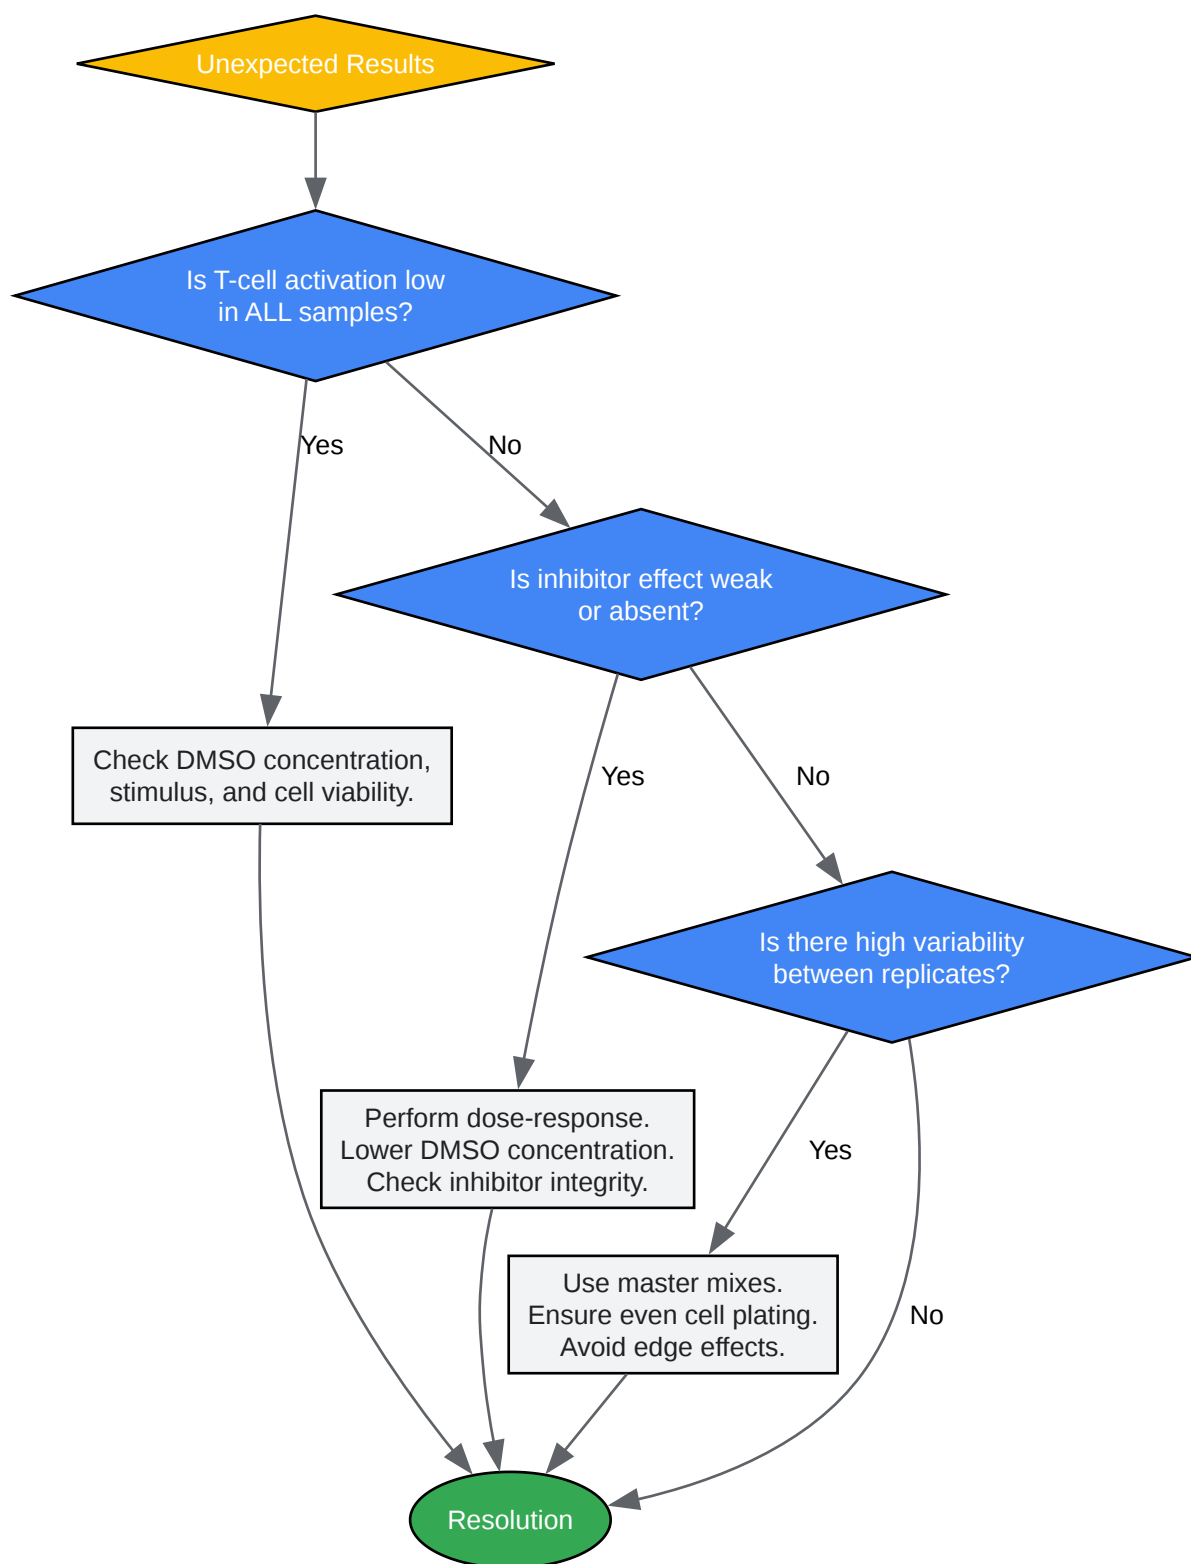 Unexpected Results
Is T-cell activation low
in ALL samples?
Yes
No
Is inhibitor effect weak
or absent?
Check DMSO concentration,
stimulus, and cell viability.
Yes
No
Is there high variability
between replicates?
Perform dose-response.
Lower DMSO concentration.
Check inhibitor integrity.
Yes
No
Use master mixes.
Ensure even cell plating.
Avoid edge effects.
Resolution